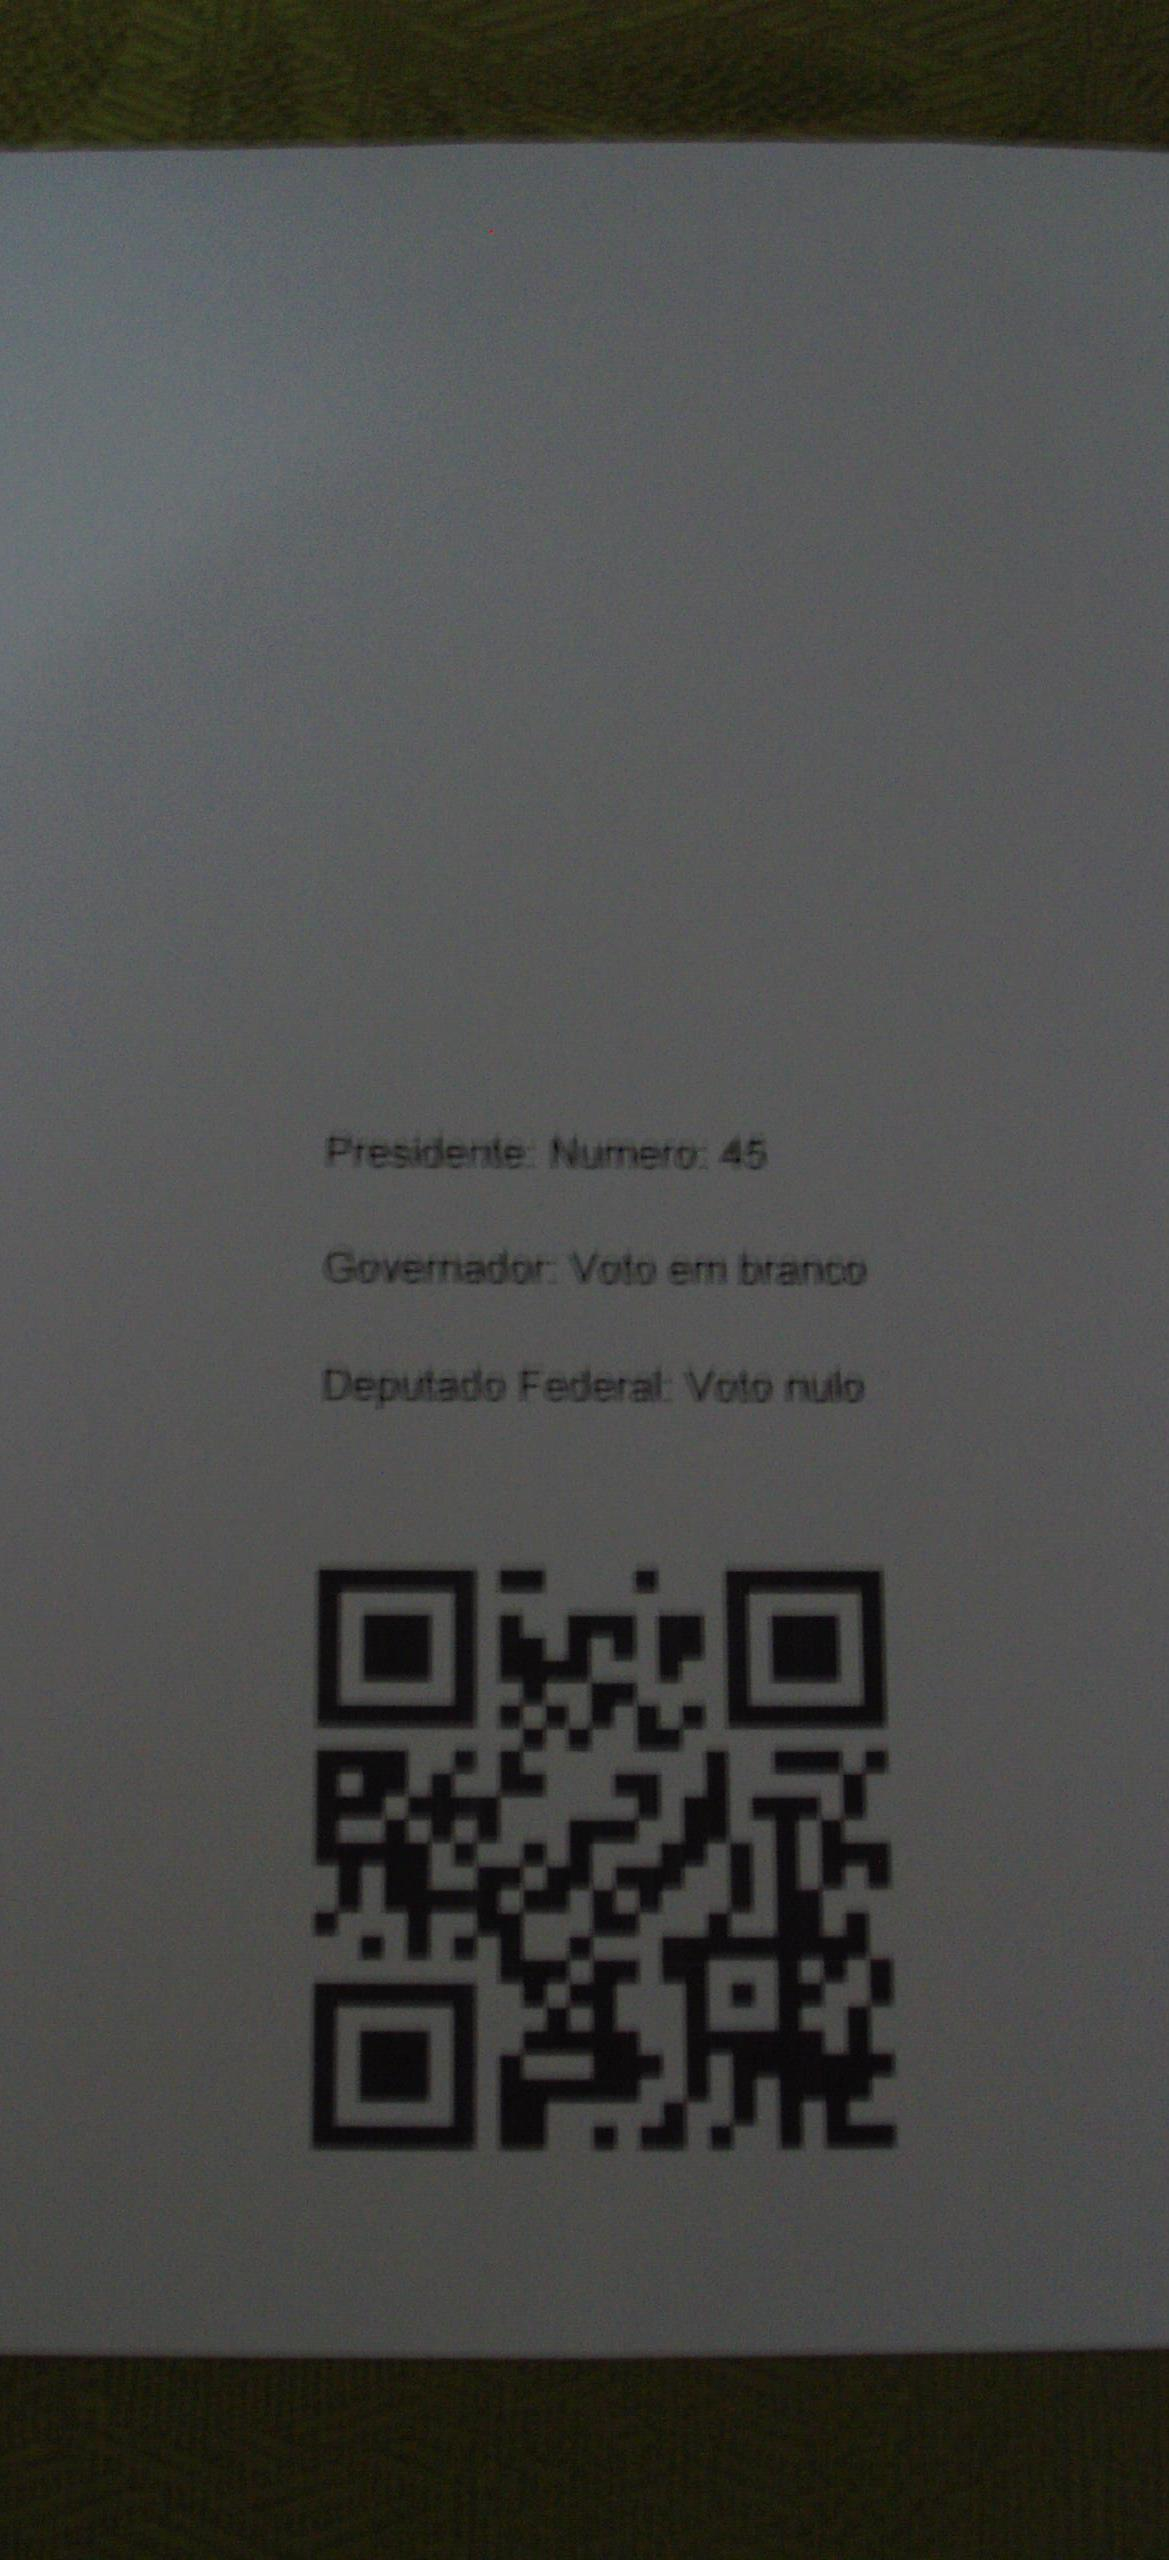 Presidente: Numero: 45
Governador: Voto em branco
Deputado Federal: Voto nulo